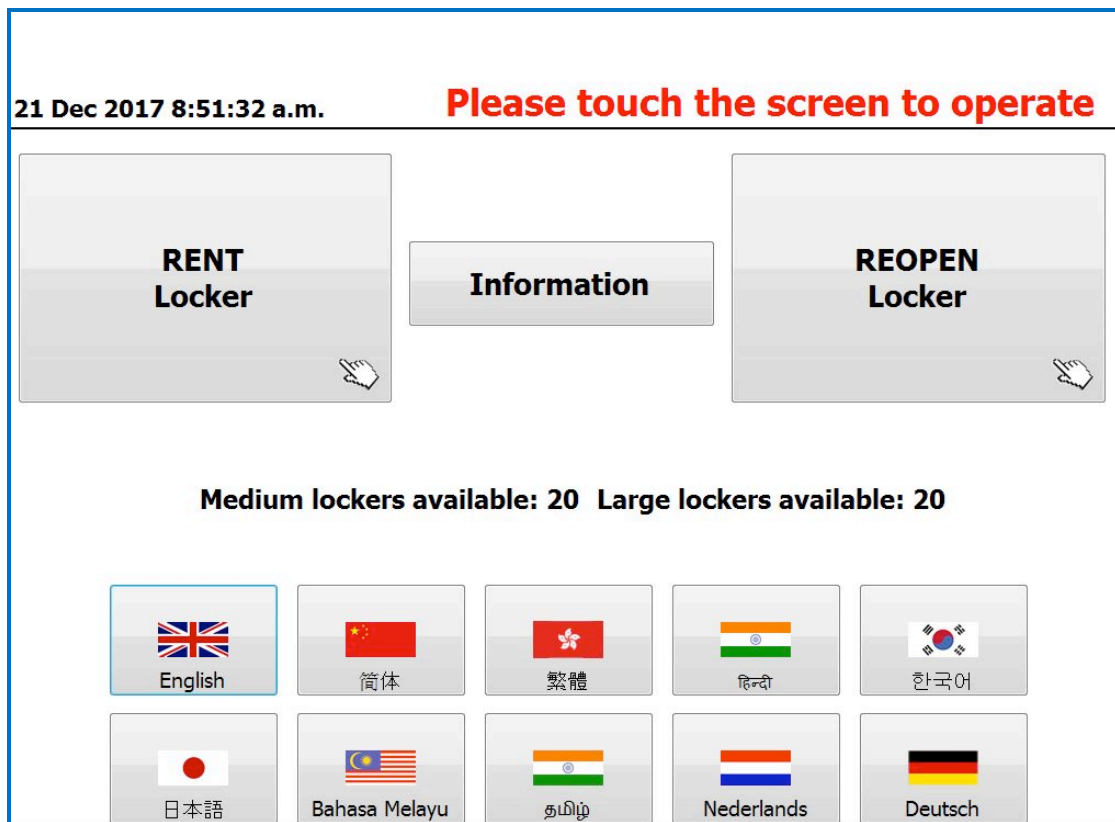 21 Dec 2017 8:51:32 a.m.
Please touch the screen to operate
RENT
Locker
Information
REOPEN
Locker
Medium lockers available: 20 Large lockers available: 20
English
简体
繁體
हिन्दी
한국어
日本語
Bahasa Melayu
தமிழ்
Nederlands
Deutsch